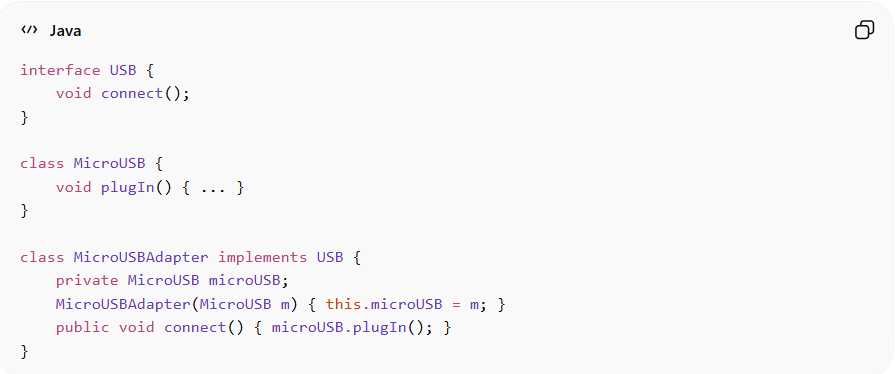 </> Java
interface USB {
    void connect();
}

class MicroUSB {
    void plugIn() { ... }
}

class MicroUSBAdapter implements USB {
    private MicroUSB microUSB;
    MicroUSBAdapter(MicroUSB m) { this.microUSB = m; }
    public void connect() { microUSB.plugIn(); }
}